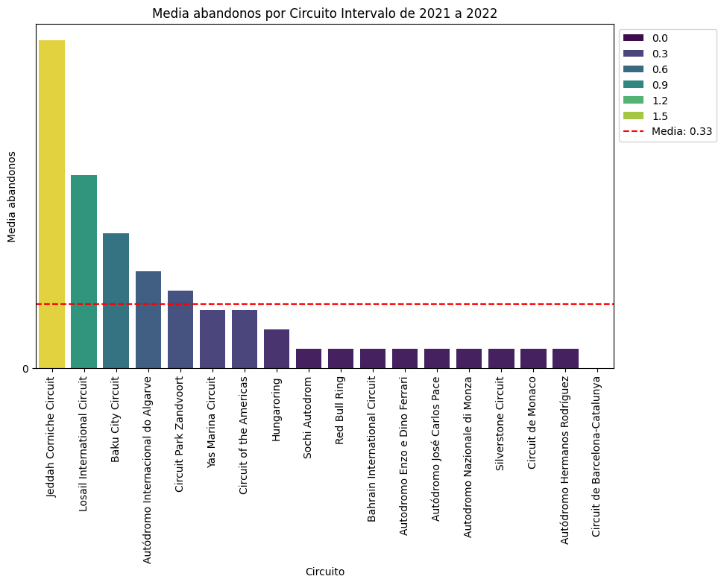 Media abandonos por Circuito Intervalo de 2021 a 2022
0.0
0.3
0.6
0.9
1.2
1.5
Media: 0.33
Media abandonos
0
Jeddah Corniche Circuit
Losail International Circuit
Baku City Circuit
Autódromo Internacional do Algarve
Circuit Park Zandvoort
Yas Marina Circuit
Circuit of the Americas
Hungaroring
Sochi Autodrom
Red Bull Ring
Bahrain International Circuit
Autodromo Enzo e Dino Ferrari
Autódromo José Carlos Pace
Autodromo Nazionale di Monza
Silverstone Circuit
Circuit de Monaco
Autódromo Hermanos Rodríguez
Circuit de Barcelona-Catalunya
Circuito